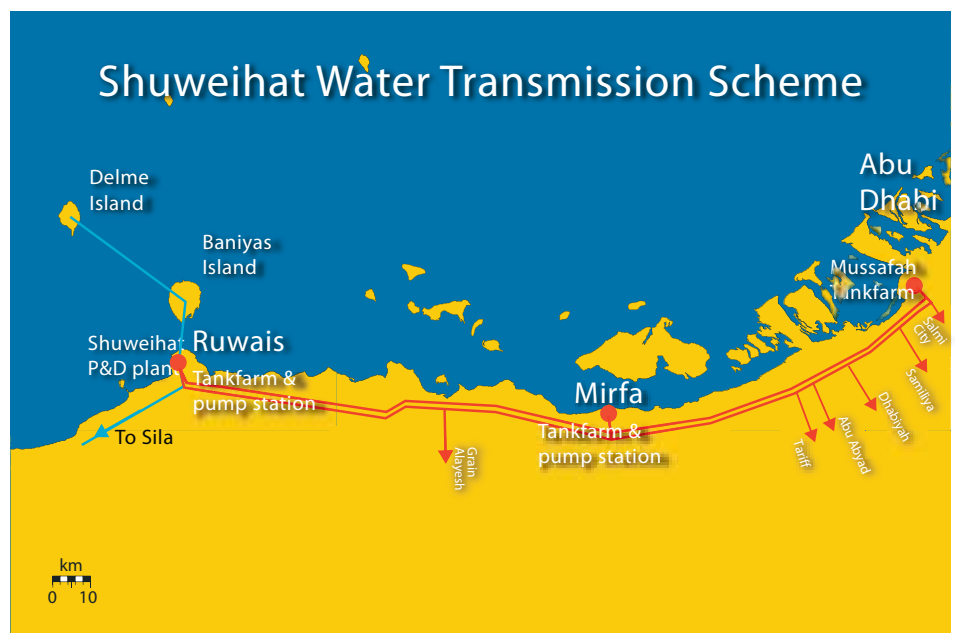 Shuweihat Water Transmission Scheme
Abu
Dhabi
Delme
Island
Baniyas
Island
Mussafah
Tankfarm
Salmi
City
Shuweihat
P&D plant
Ruwais
Tankfarm &
pump station
Mirfa
Tankfarm &
pump station
Samiliya
Dhabiyah
Abu Abyad
Tariff
To Sila
Grain
Alayesh
km
0 10